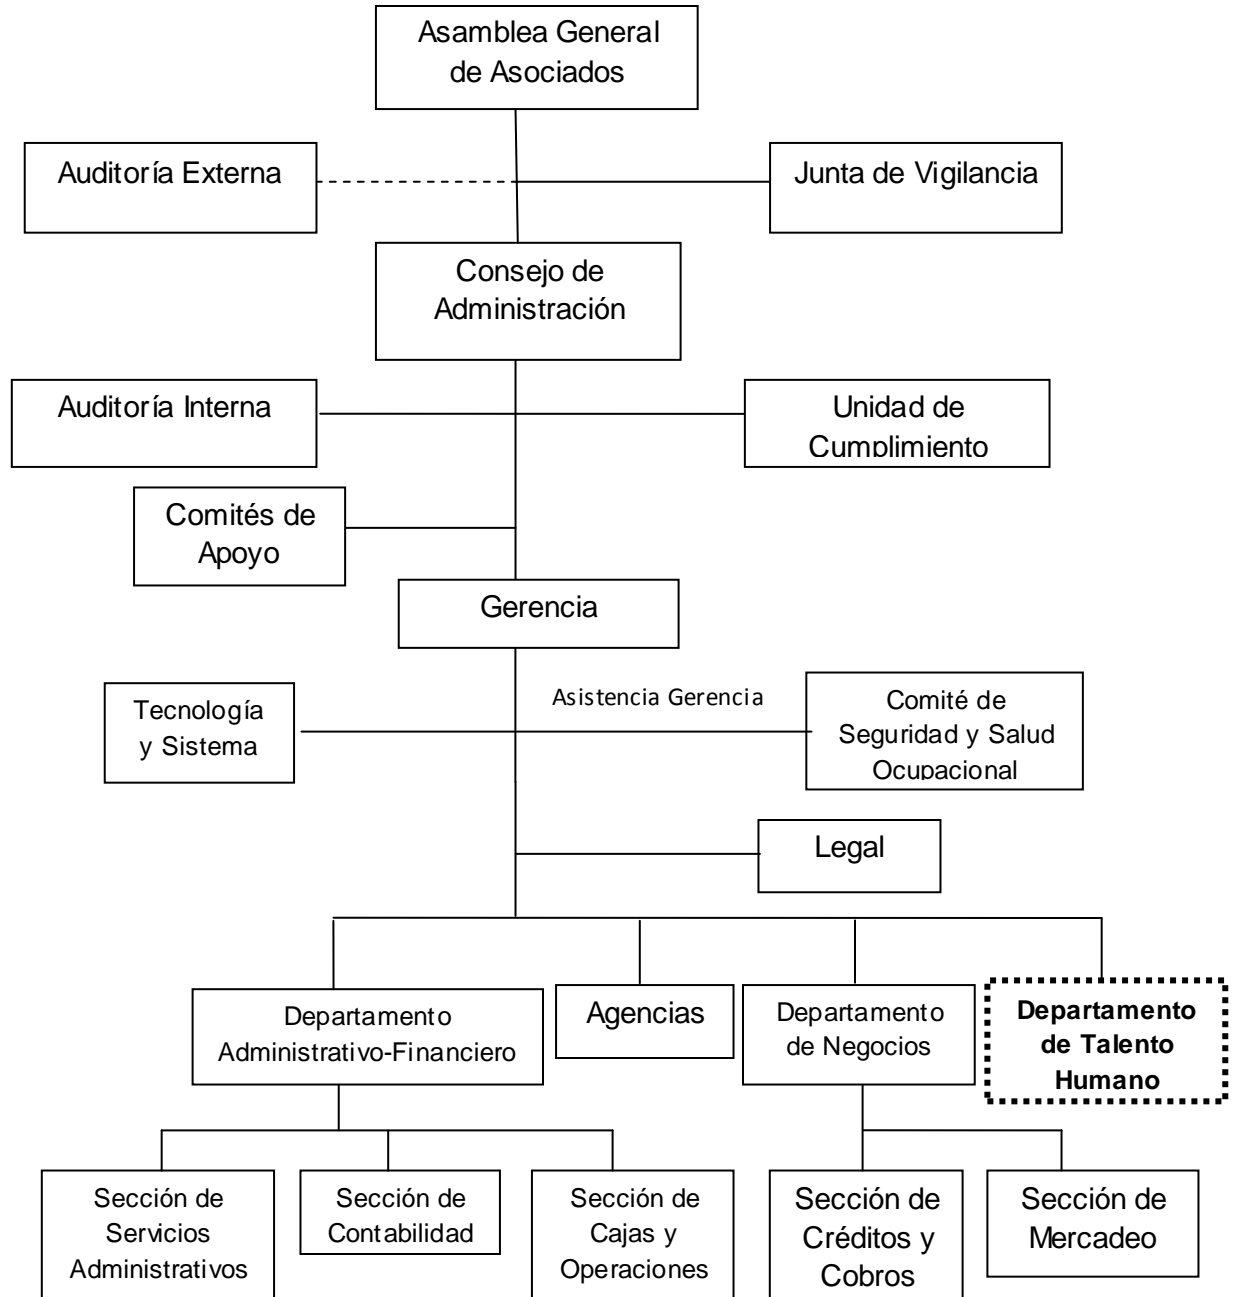 Asamblea General
de Asociados
Auditoría Externa
Junta de Vigilancia
Consejo de
Administración
Auditoría Interna
Unidad de
Cumplimiento
Comités de
Apoyo
Gerencia
Tecnología
y Sistema
Asistencia Gerencia
Comité de
Seguridad y Salud
Ocupacional
Legal
Departamento
Administrativo-Financiero
Agencias
Departamento
de Negocios
Departamento
de Talento
Humano
Sección de
Servicios
Administrativos
Sección de
Contabilidad
Sección de
Cajas y
Operaciones
Sección de
Créditos y
Cobros
Sección de
Mercadeo